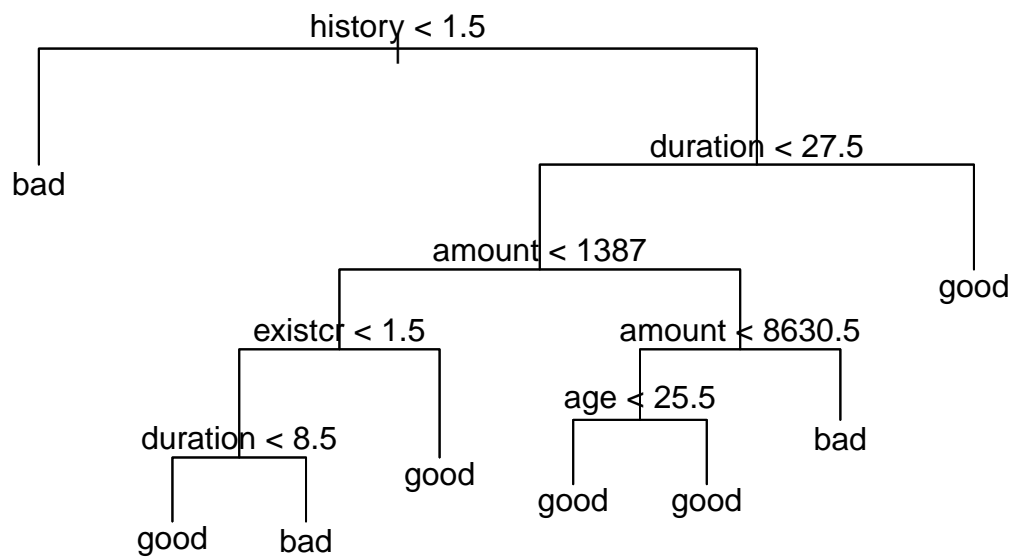 history < 1.5
duration < 27.5
bad
amount < 1387
good
existcr < 1.5
amount < 8630.5
age < 25.5
duration < 8.5
bad
good
good
good
good
bad